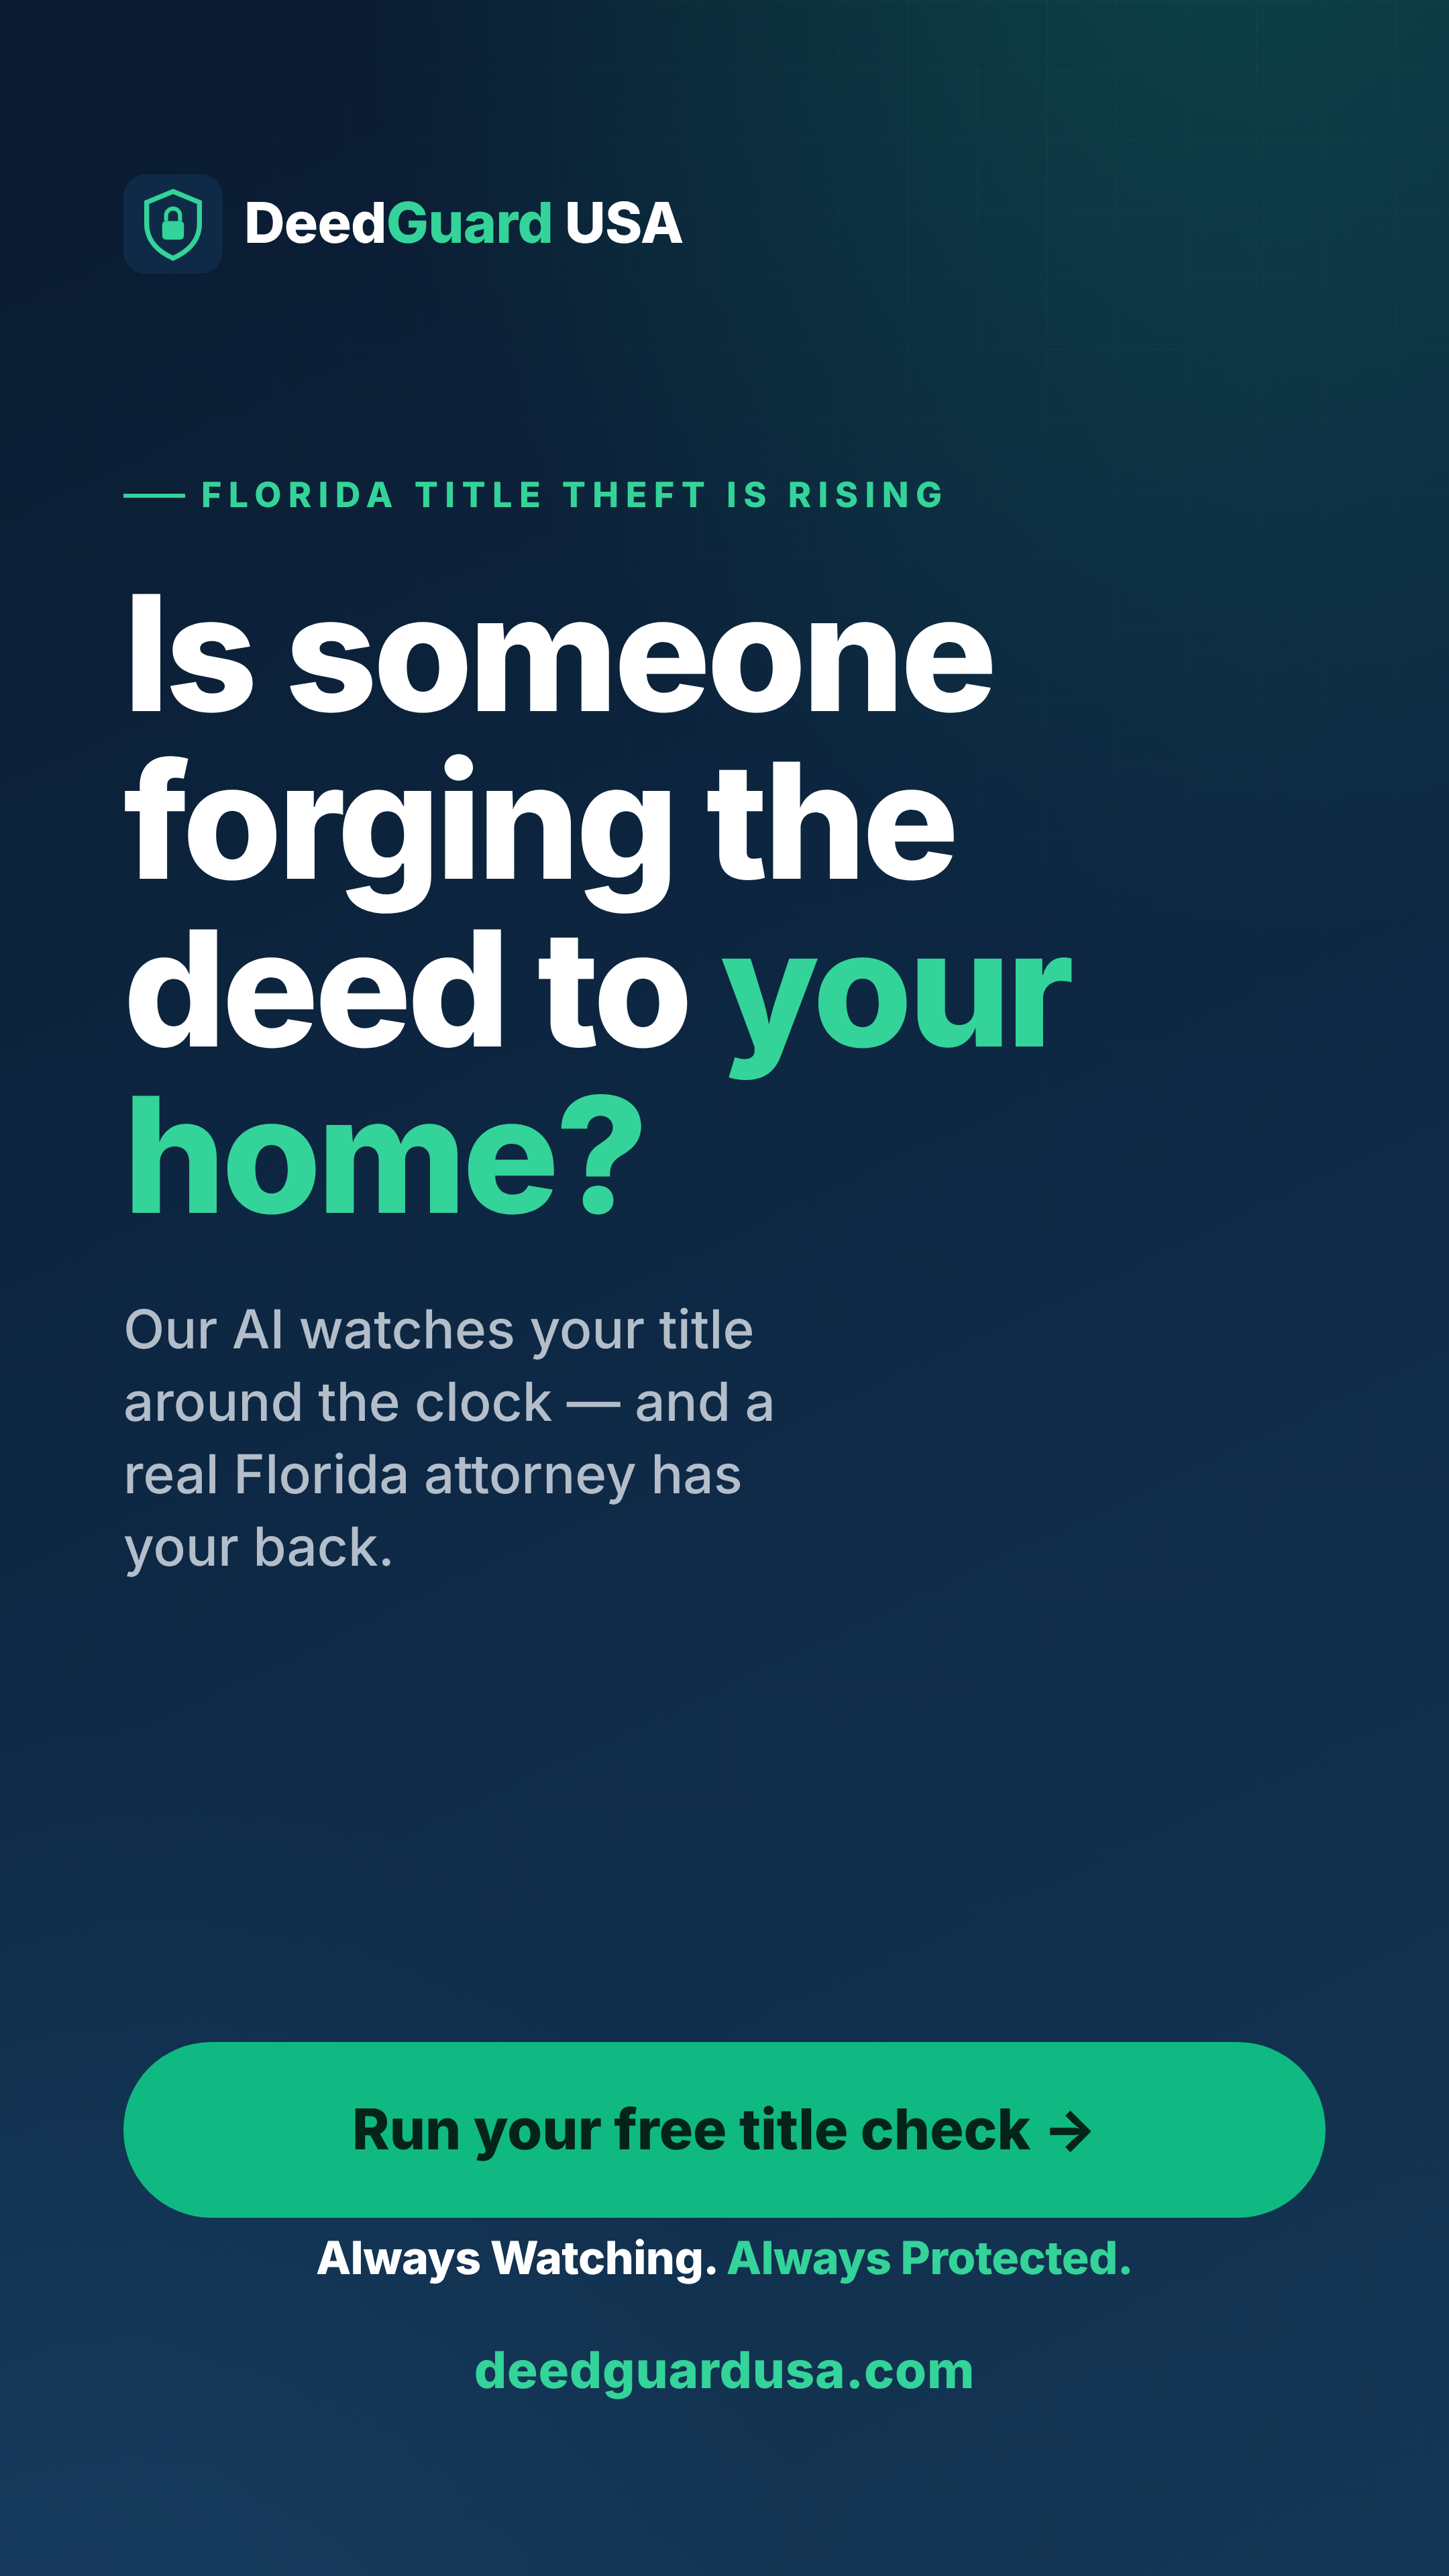 DeedGuard USA
FLORIDA TITLE THEFT IS RISING
Is someone
forging the
deed to your
home?
Our AI watches your title
around the clock — and a
real Florida attorney has
your back.
Run your free title check →
Always Watching. Always Protected.
deedguardusa.com